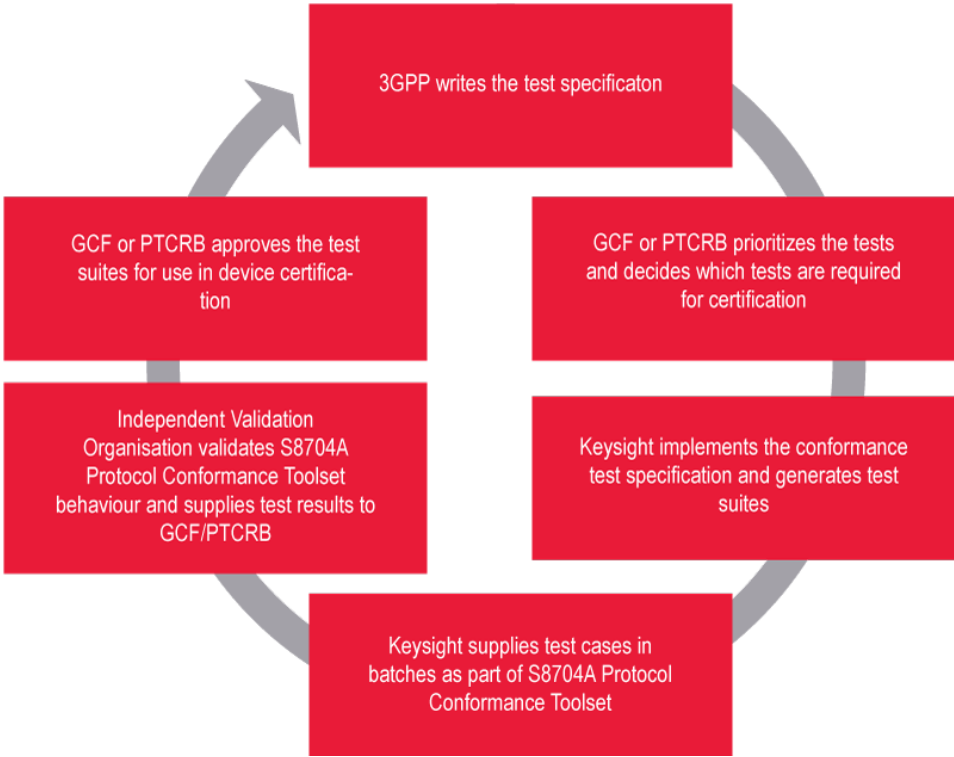 3GPP writes the test specificaton
GCF or PTCRB prioritizes the tests
and decides which tests are required
for certification
Keysight implements the conformance
test specification and generates test
suites
Keysight supplies test cases in
batches as part of S8704A Protocol
Conformance Toolset
Independent Validation
Organisation validates S8704A
Protocol Conformance Toolset
behaviour and supplies test results to
GCF/PTCRB
GCF or PTCRB approves the test
suites for use in device certifica-
tion